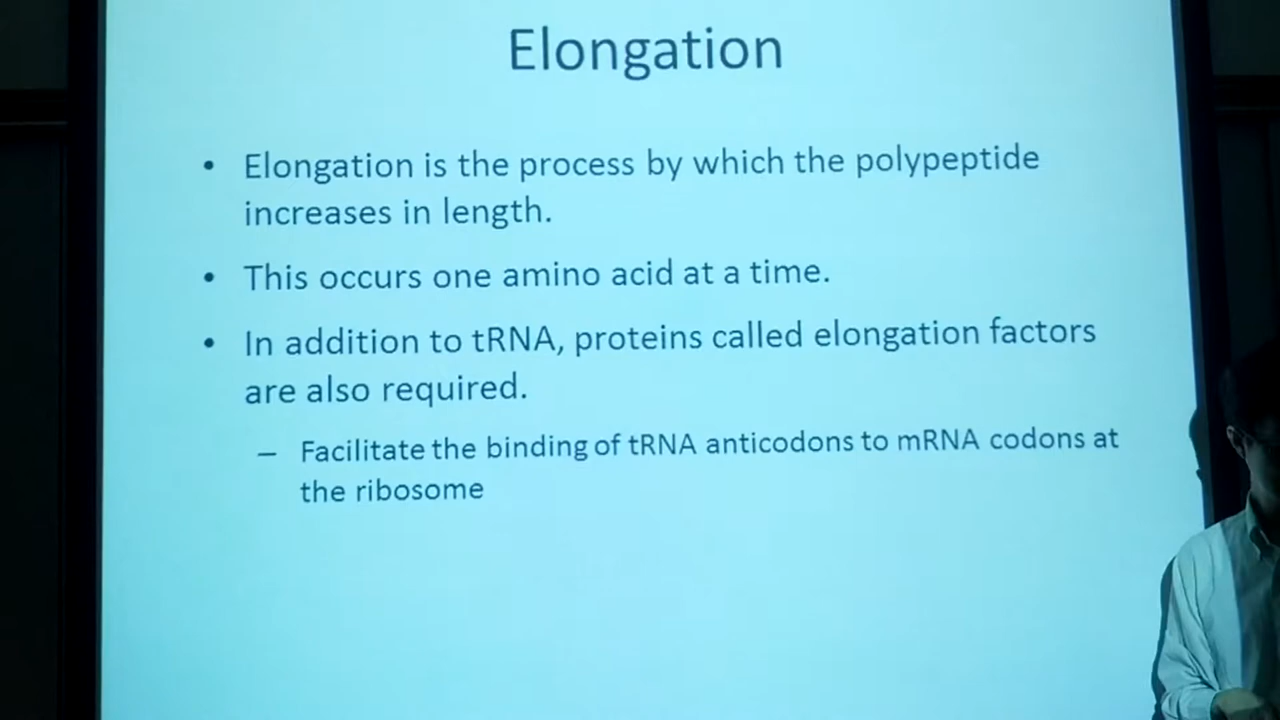 Elongation
• Elongation is the process by which the polypeptide
increases in length.
• This occurs one amino acid at a time.
• In addition to tRNA, proteins called elongation factors
are also required.
– Facilitate the binding of tRNA anticodons to mRNA codons at
the ribosome